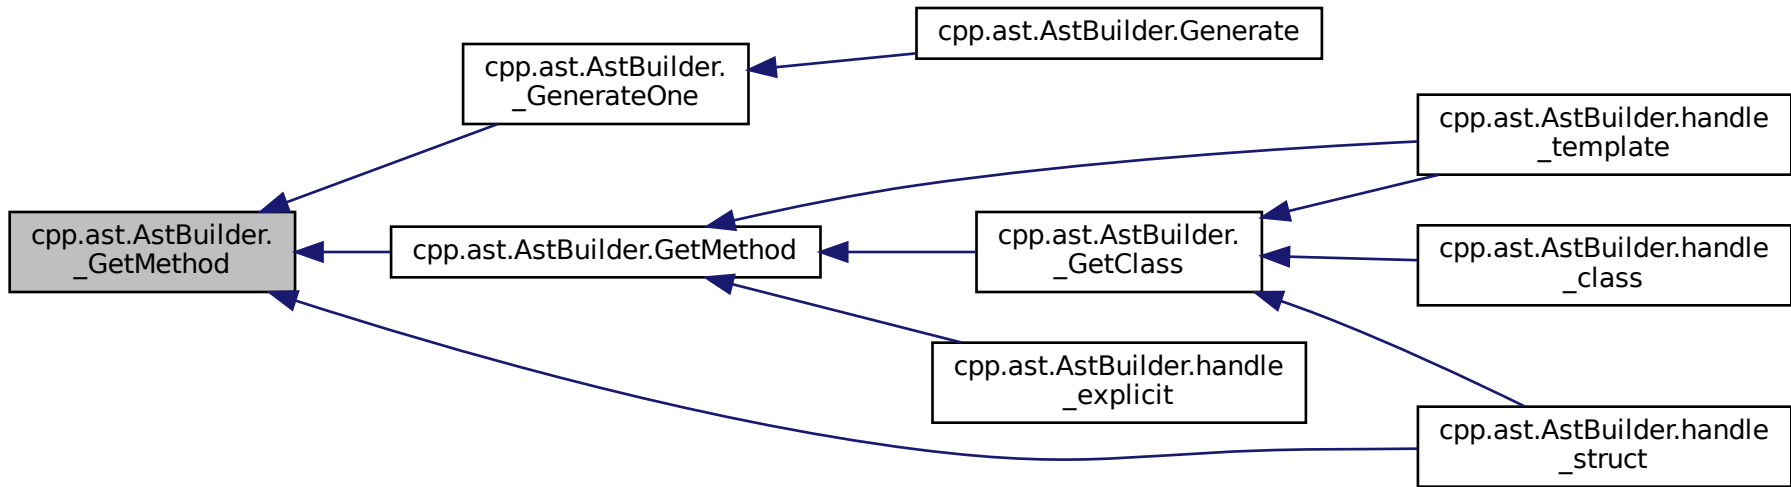 cpp.ast.AstBuilder.Generate
cpp.ast.AstBuilder.
_GenerateOne
cpp.ast.AstBuilder.handle
_template
cpp.ast.AstBuilder.
_GetMethod
cpp.ast.AstBuilder.GetMethod
cpp.ast.AstBuilder.
_GetClass
cpp.ast.AstBuilder.handle
_class
cpp.ast.AstBuilder.handle
_explicit
cpp.ast.AstBuilder.handle
_struct